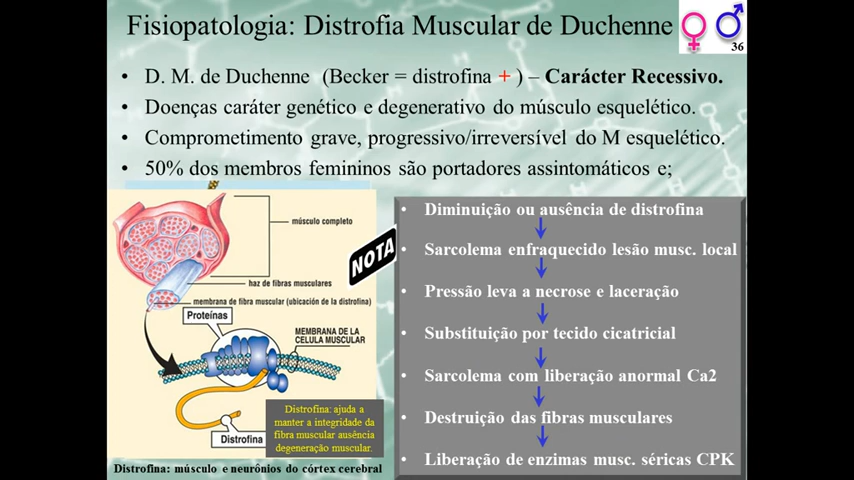 Fisiopatologia: Distrofia Muscular de Duchenne
36
• D. M. de Duchenne (Becker = distrofina + ) – Carácter Recessivo.
• Doenças caráter genético e degenerativo do músculo esquelético.
• Comprometimento grave, progressivo/irreversível do M esquelético.
• 50% dos membros femininos são portadores assintomáticos e;
músculo completo
haz de fibras musculares
membrana de fibra muscular (ubicación de la distrofina)
Proteínas
MEMBRANA DE LA
CELULA MUSCULAR
Distrofina
Distrofina: ajuda a
manter a integridade da
fibra muscular ausência
degeneração muscular.
Distrofina: músculo e neurônios do córtex cerebral
NOTA
• Diminuição ou ausência de distrofina
• Sarcolema enfraquecido lesão musc. local
• Pressão leva a necrose e laceração
• Substituição por tecido cicatricial
• Sarcolema com liberação anormal Ca2
• Destruição das fibras musculares
• Liberação de enzimas musc. séricas CPK